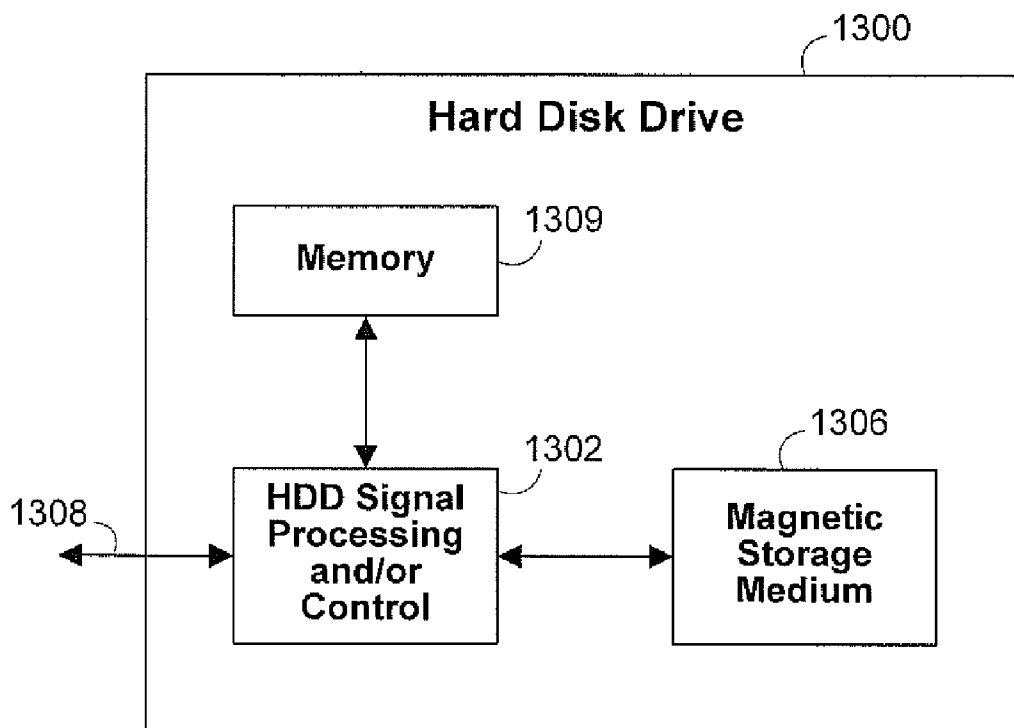 1300
Hard Disk Drive
1309
Memory
1302
1306
1308
HDD Signal
Processing
and/or
Control
Magnetic
Storage
Medium